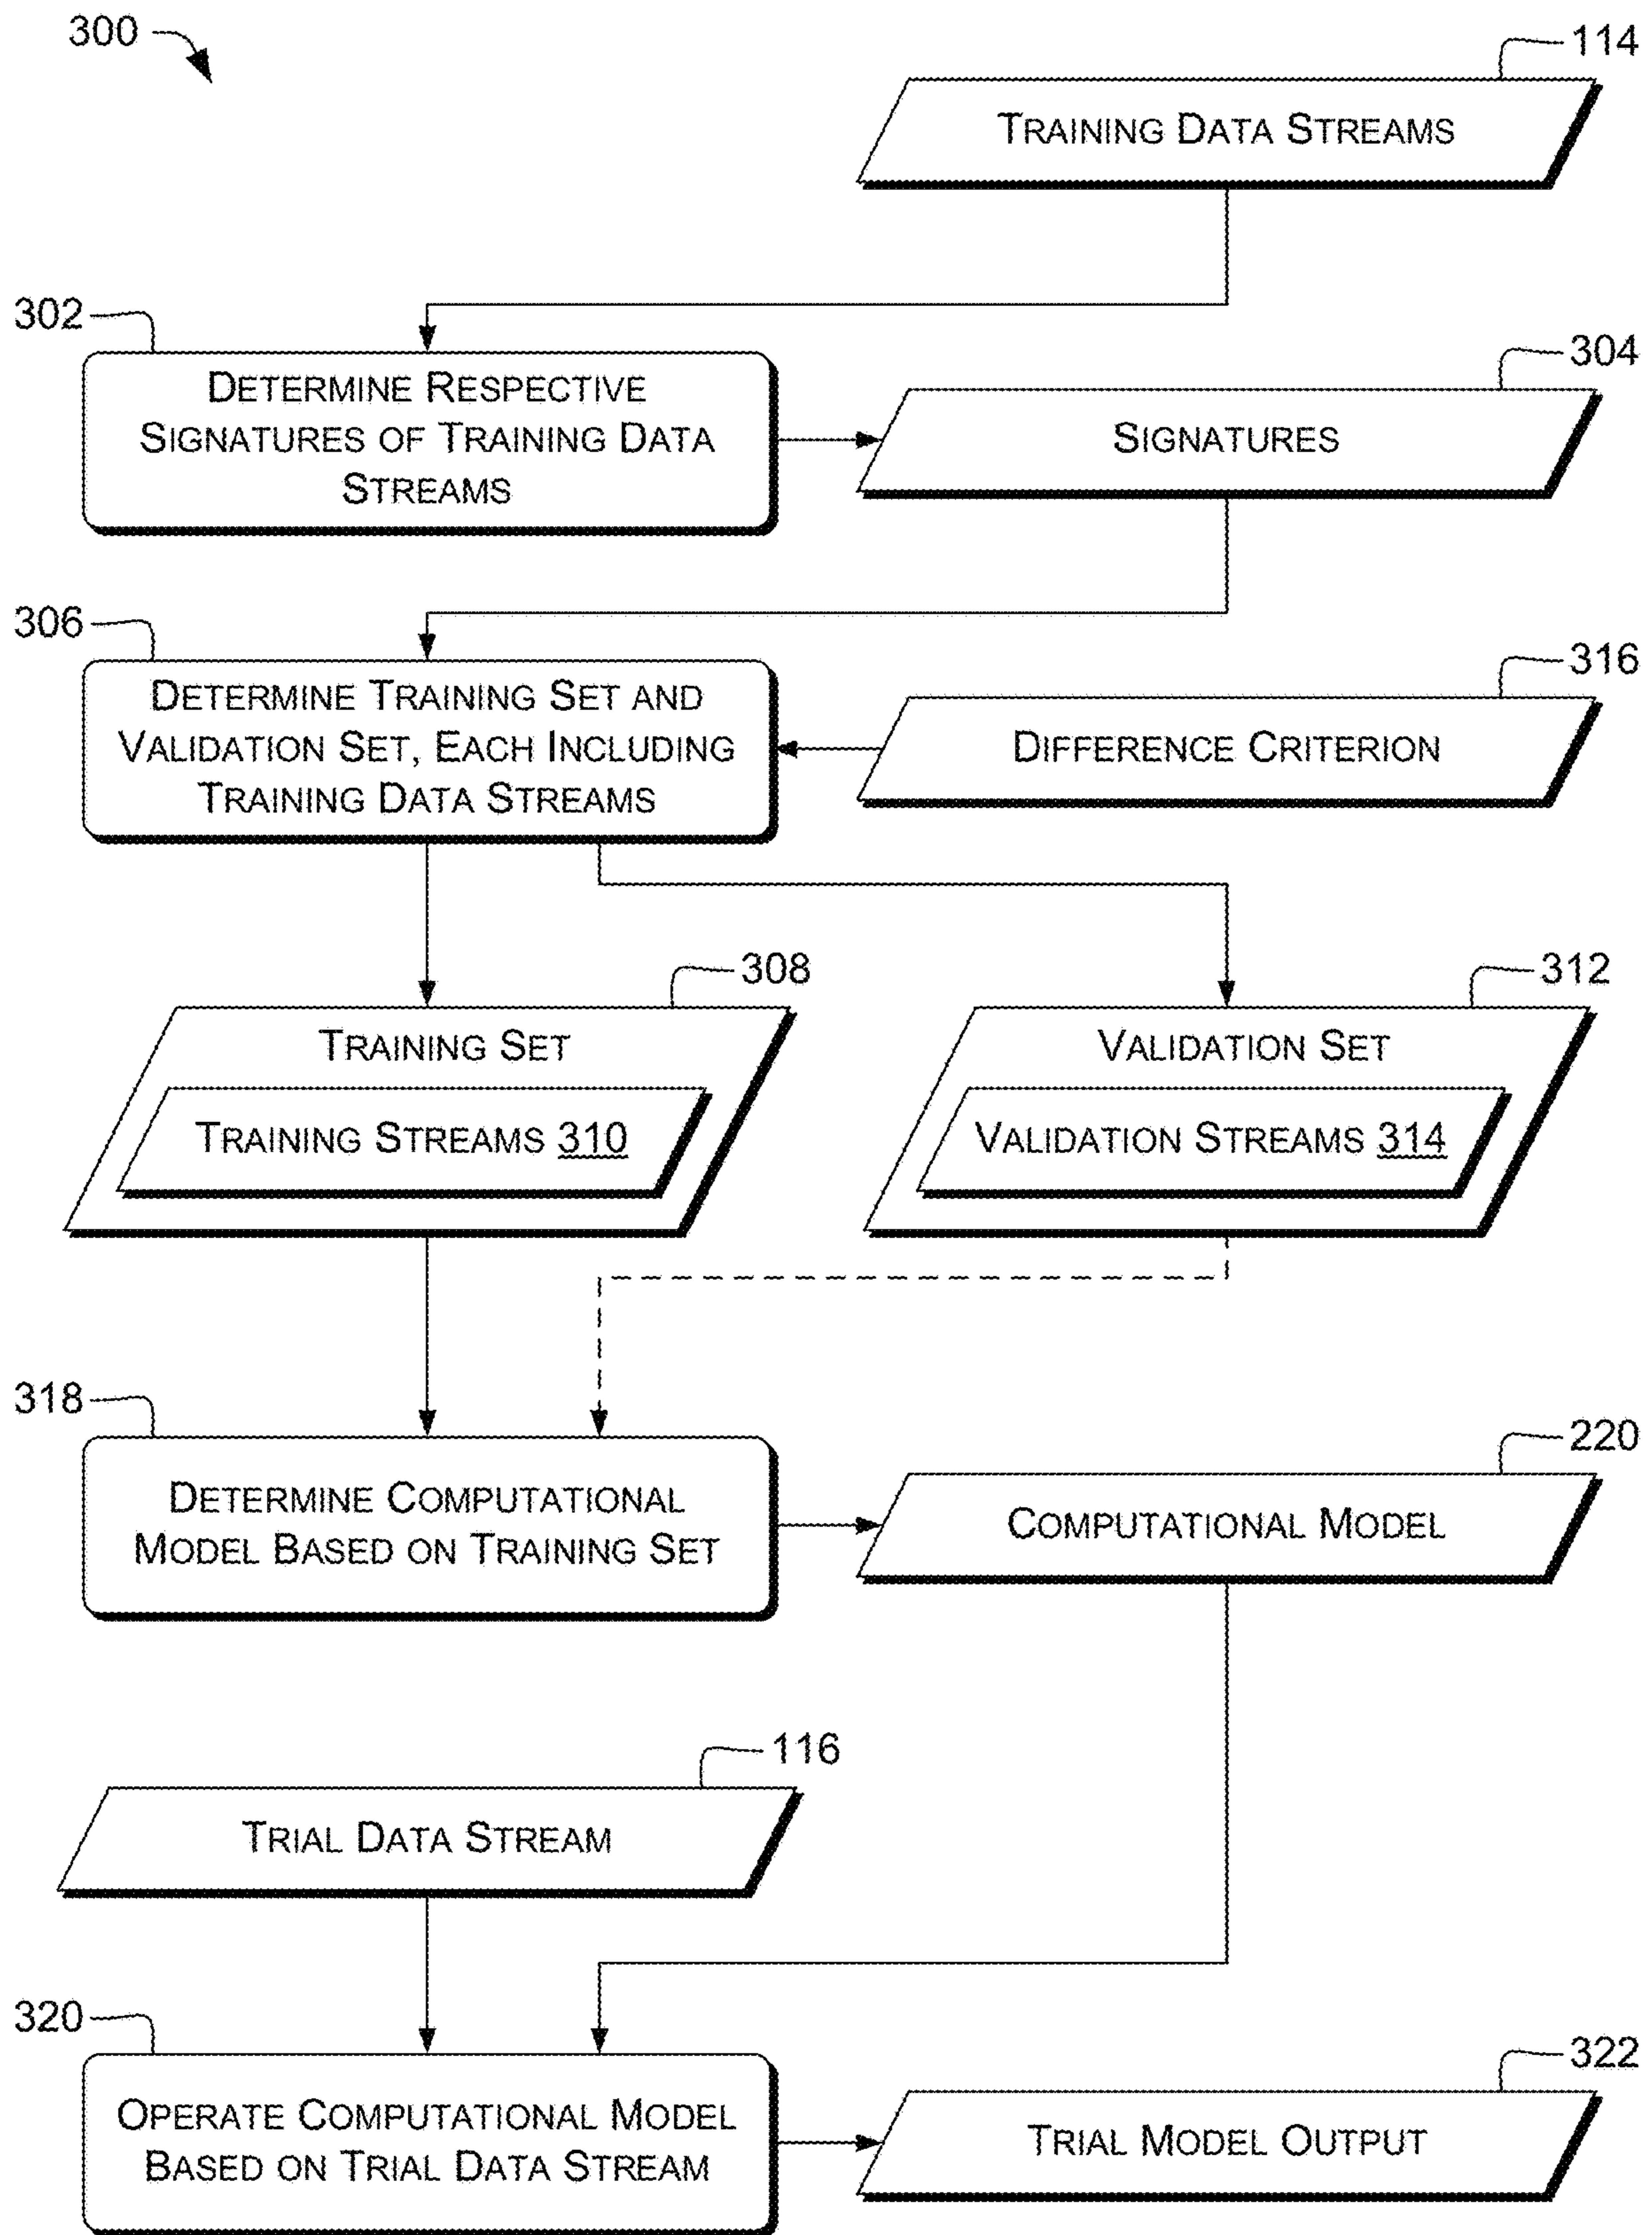 300
114
TRAINING DATA STREAMS
302
DETERMINE RESPECTIVE
SIGNATURES OF TRAINING DATA
STREAMS
304
SIGNATURES
306
DETERMINE TRAINING SET AND
VALIDATION SET, EACH INCLUDING
TRAINING DATA STREAMS
316
DIFFERENCE CRITERION
308
TRAINING SET
TRAINING STREAMS 310
312
VALIDATION SET
VALIDATION STREAMS 314
318
DETERMINE COMPUTATIONAL
MODEL BASED ON TRAINING SET
220
COMPUTATIONAL MODEL
116
TRIAL DATA STREAM
320
OPERATE COMPUTATIONAL MODEL
BASED ON TRIAL DATA STREAM
322
TRIAL MODEL OUTPUT